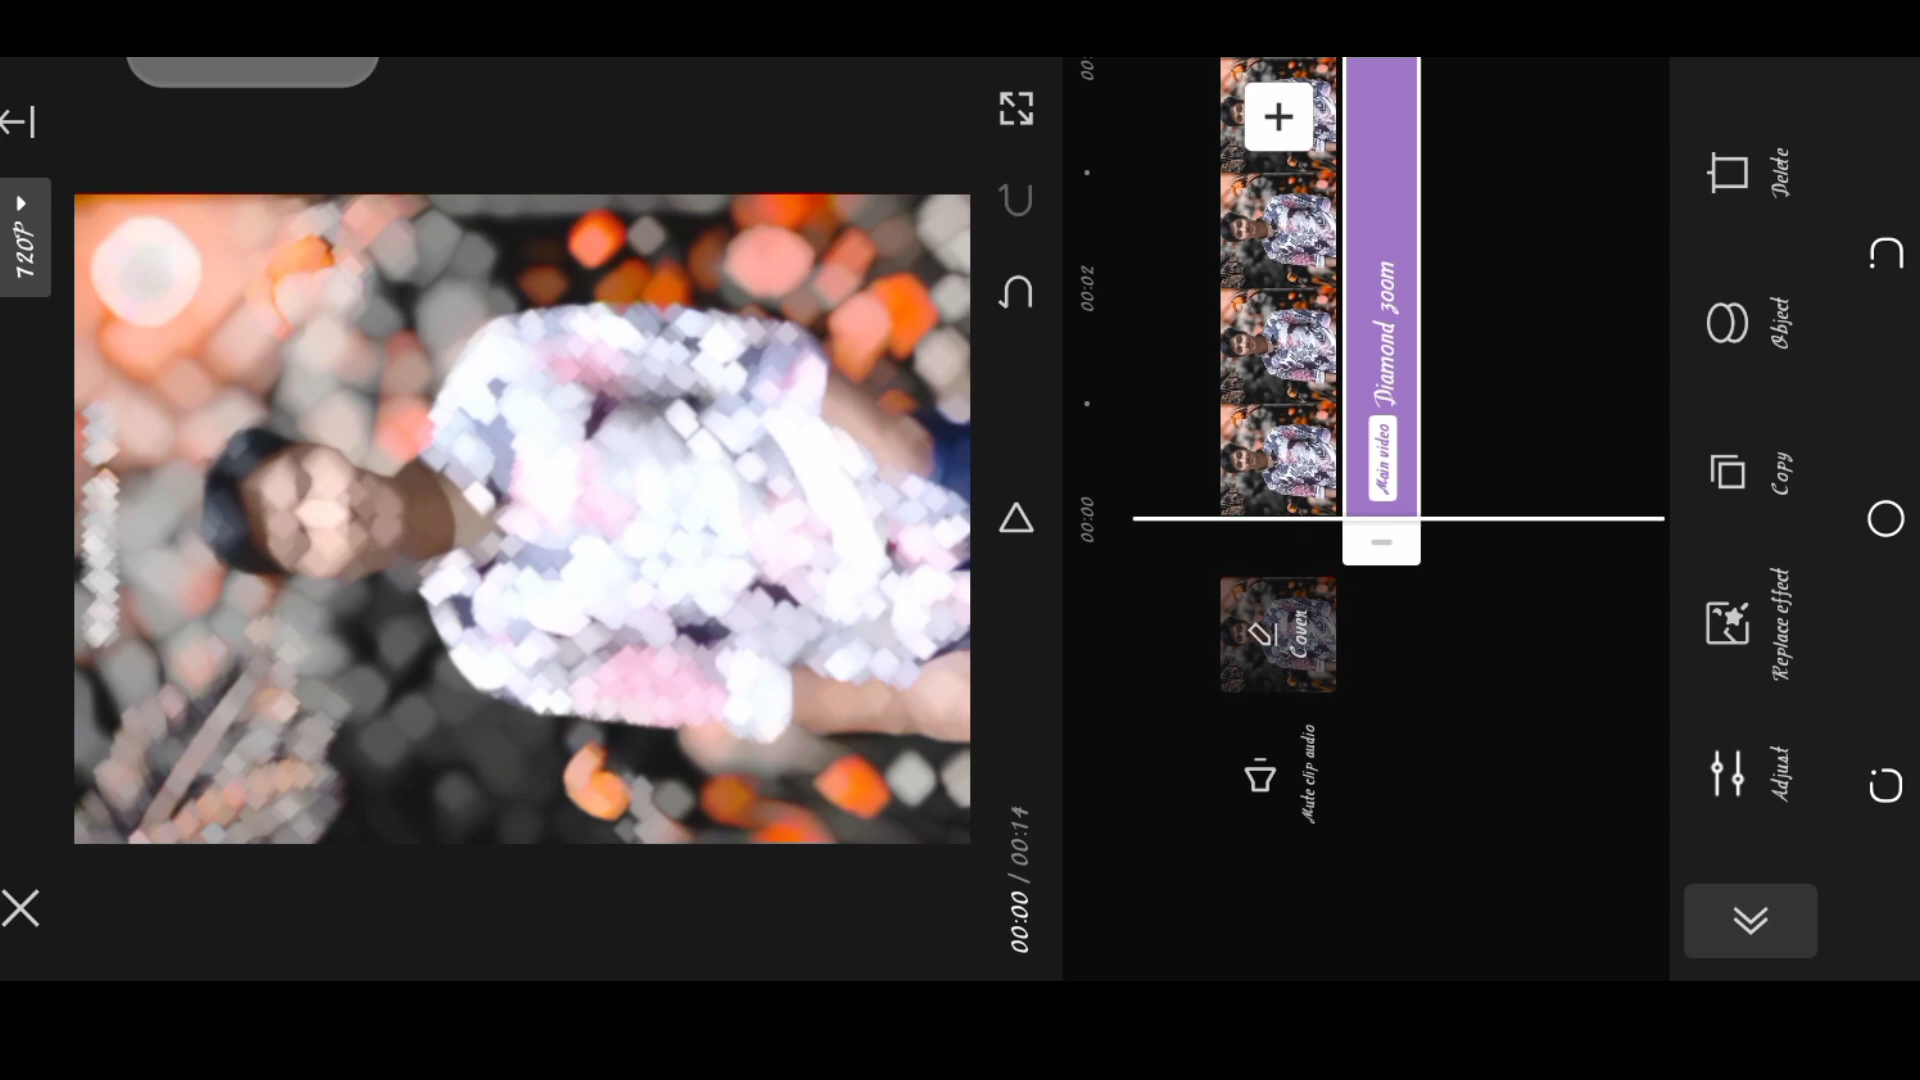 720P
00:00 / 00:14
00:00
00:02
00:
Cover
Mute clip audio
Main video
Diamond zoom
Adjust
Replace effect
Copy
Object
Delete